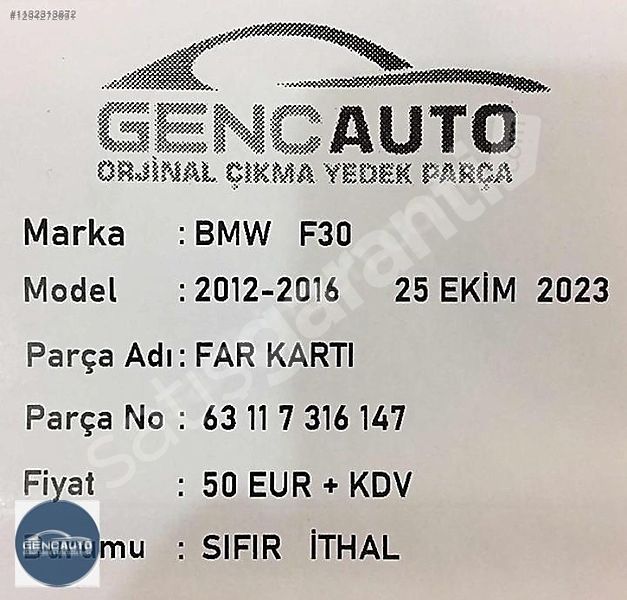 GENCAUTO
ORJİNAL ÇIKMA YEDEK PARÇA
Marka : BMW F30
Model : 2012-2016 25 EKİM 2023
Parça Adı : FAR KARTI
Parça No : 63 11 7 316 147
Fiyat : 50 EUR + KDV
Durumu : SIFIR İTHAL
GENCAUTO